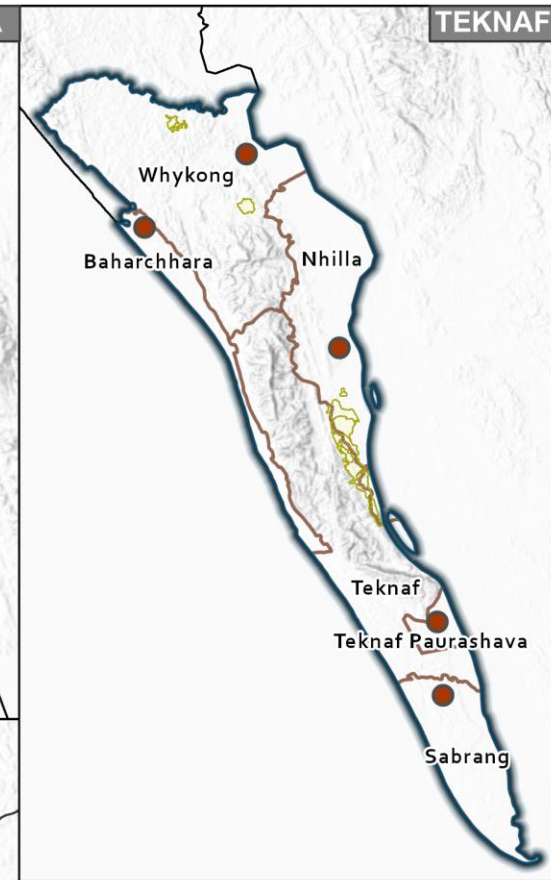 TEKNAF
Whykong
Baharchhara
Nhilla
Teknaf
Teknaf Paurashava
Sabrang